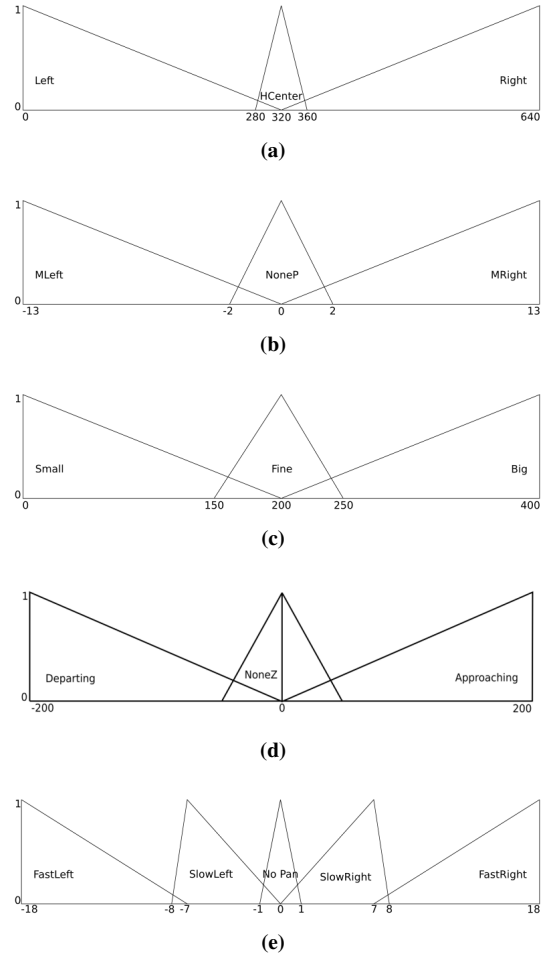 1
Left
HCenter
Right
0
0 280 320 360 640
(a)
1
MLeft NoneP MRight
0
-13 -2 0 2 13
(b)
1
Small Fine Big
0
0 150 200 250 400
(c)
1
Departing NoneZ Approaching
0
-200 0 200
(d)
1
FastLeft SlowLeft No Pan SlowRight FastRight
0
-18 -8 -7 -1 0 1 7 8 18
(e)